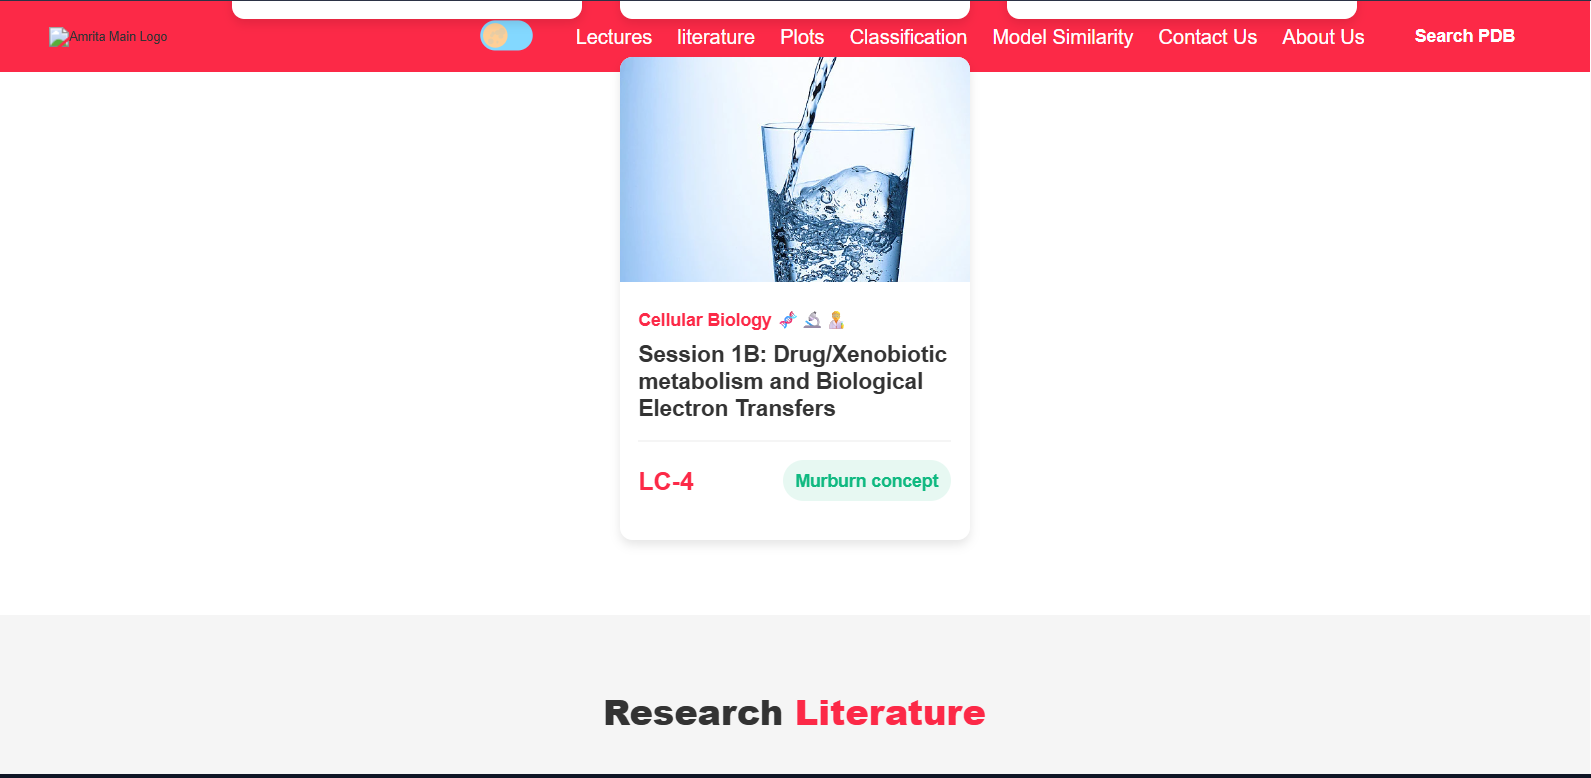 Amrita Main Logo
Lectures literature Plots Classification Model Similarity Contact Us About Us Search PDB
Cellular Biology 🧬 🔬 🧑‍🔬
Session 1B: Drug/Xenobiotic
metabolism and Biological
Electron Transfers
LC-4 Murburn concept
Research Literature